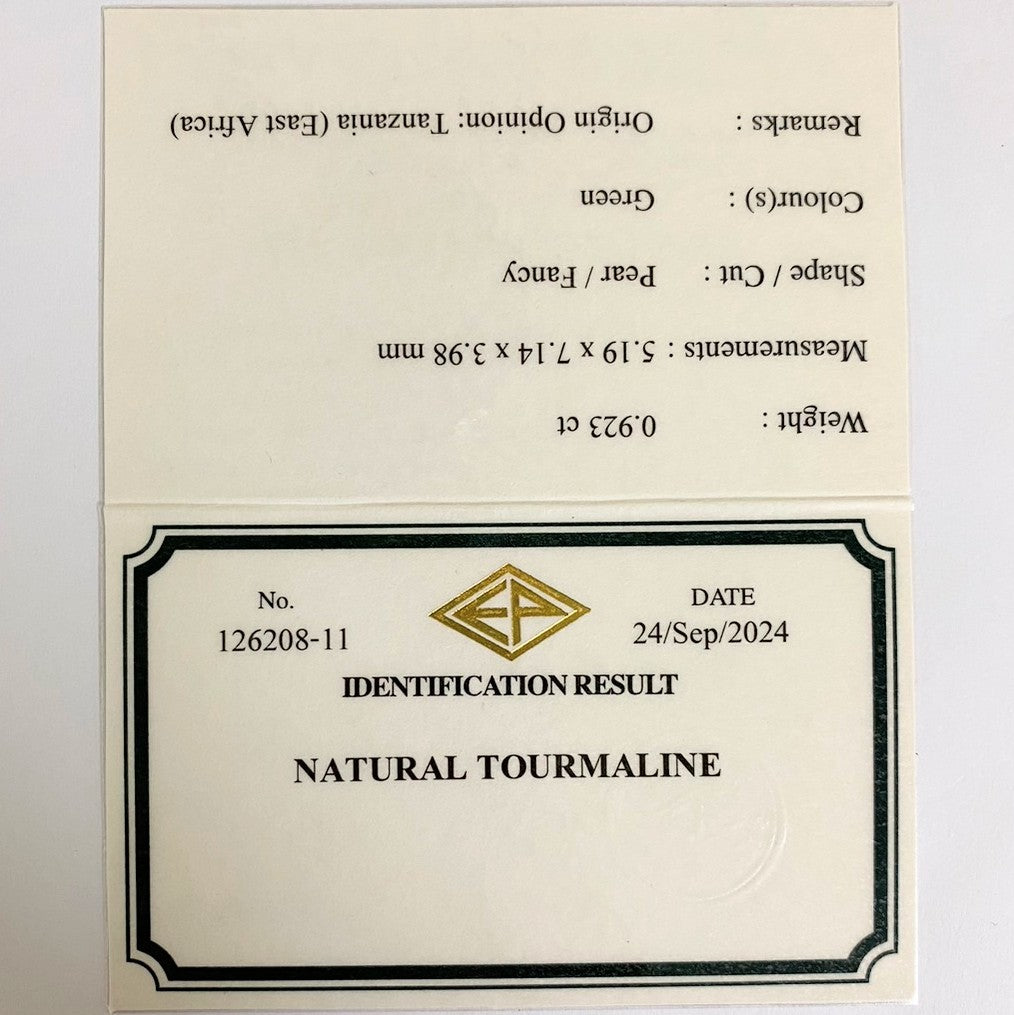 Weight : 0.923 ct
Measurements : 5.19 x 7.14 x 3.98 mm
Shape / Cut : Pear / Fancy
Colour(s) : Green
Remarks : Origin Opinion: Tanzania (East Africa)
No.
126208-11
EP
DATE
24/Sep/2024
IDENTIFICATION RESULT
NATURAL TOURMALINE